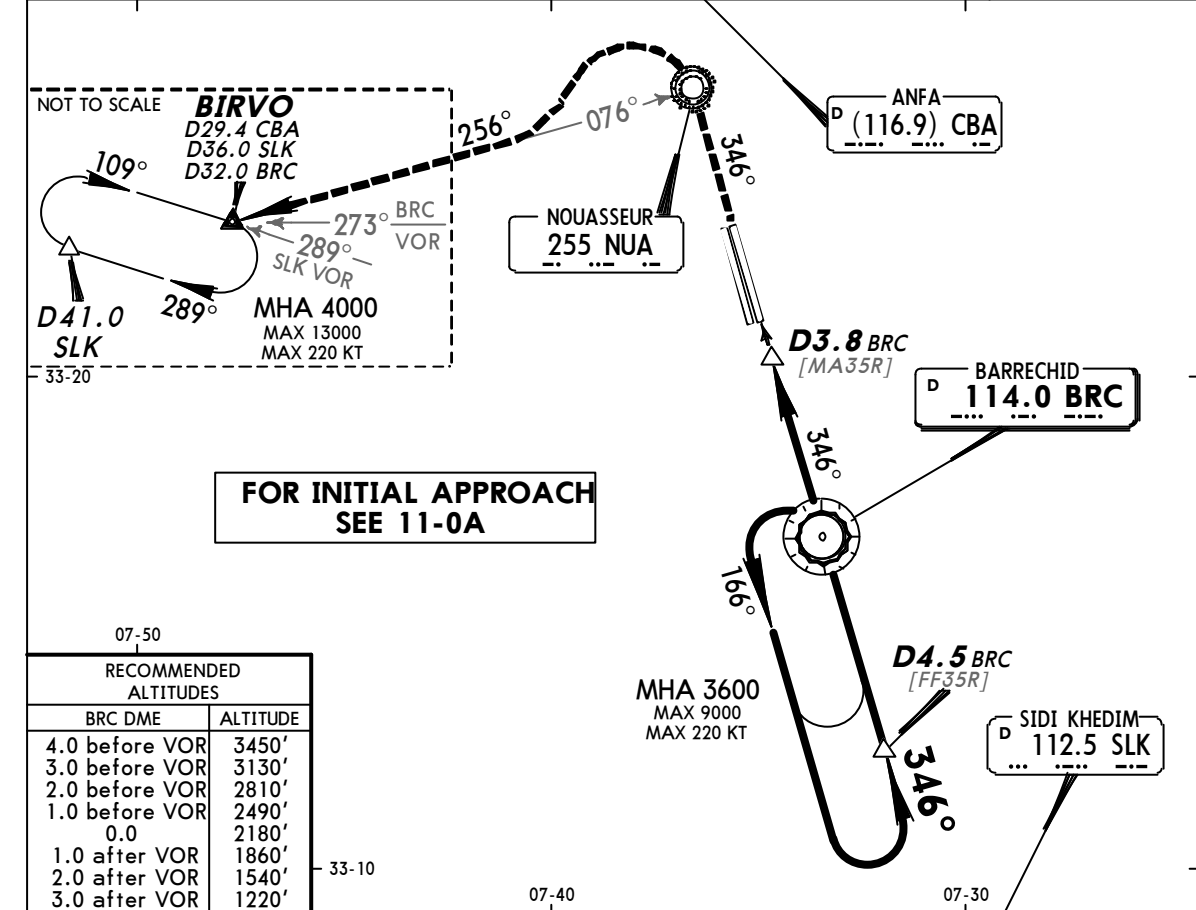 NOT TO SCALE
BIRVO
D29.4 CBA
D36.0 SLK
D32.0 BRC
109°
256°
076°
346°
ANFA
D (116.9) CBA
NOUASSEUR
255 NUA
273° BRC
VOR
289°
SLK VOR
289°
D41.0
SLK
MHA 4000
MAX 13000
MAX 220 KT
33-20
D3.8 BRC
[MA35R]
BARRECHID
D 114.0 BRC
346°
FOR INITIAL APPROACH
SEE 11-0A
166°
07-50
D4.5 BRC
[FF35R]
MHA 3600
MAX 9000
MAX 220 KT
346°
SIDI KHEDIM
D 112.5 SLK
RECOMMENDED
ALTITUDES
BRC DME ALTITUDE
4.0 before VOR 3450'
3.0 before VOR 3130'
2.0 before VOR 2810'
1.0 before VOR 2490'
0.0 2180'
1.0 after VOR 1860'
2.0 after VOR 1540'
3.0 after VOR 1220'
33-10
07-40
07-30